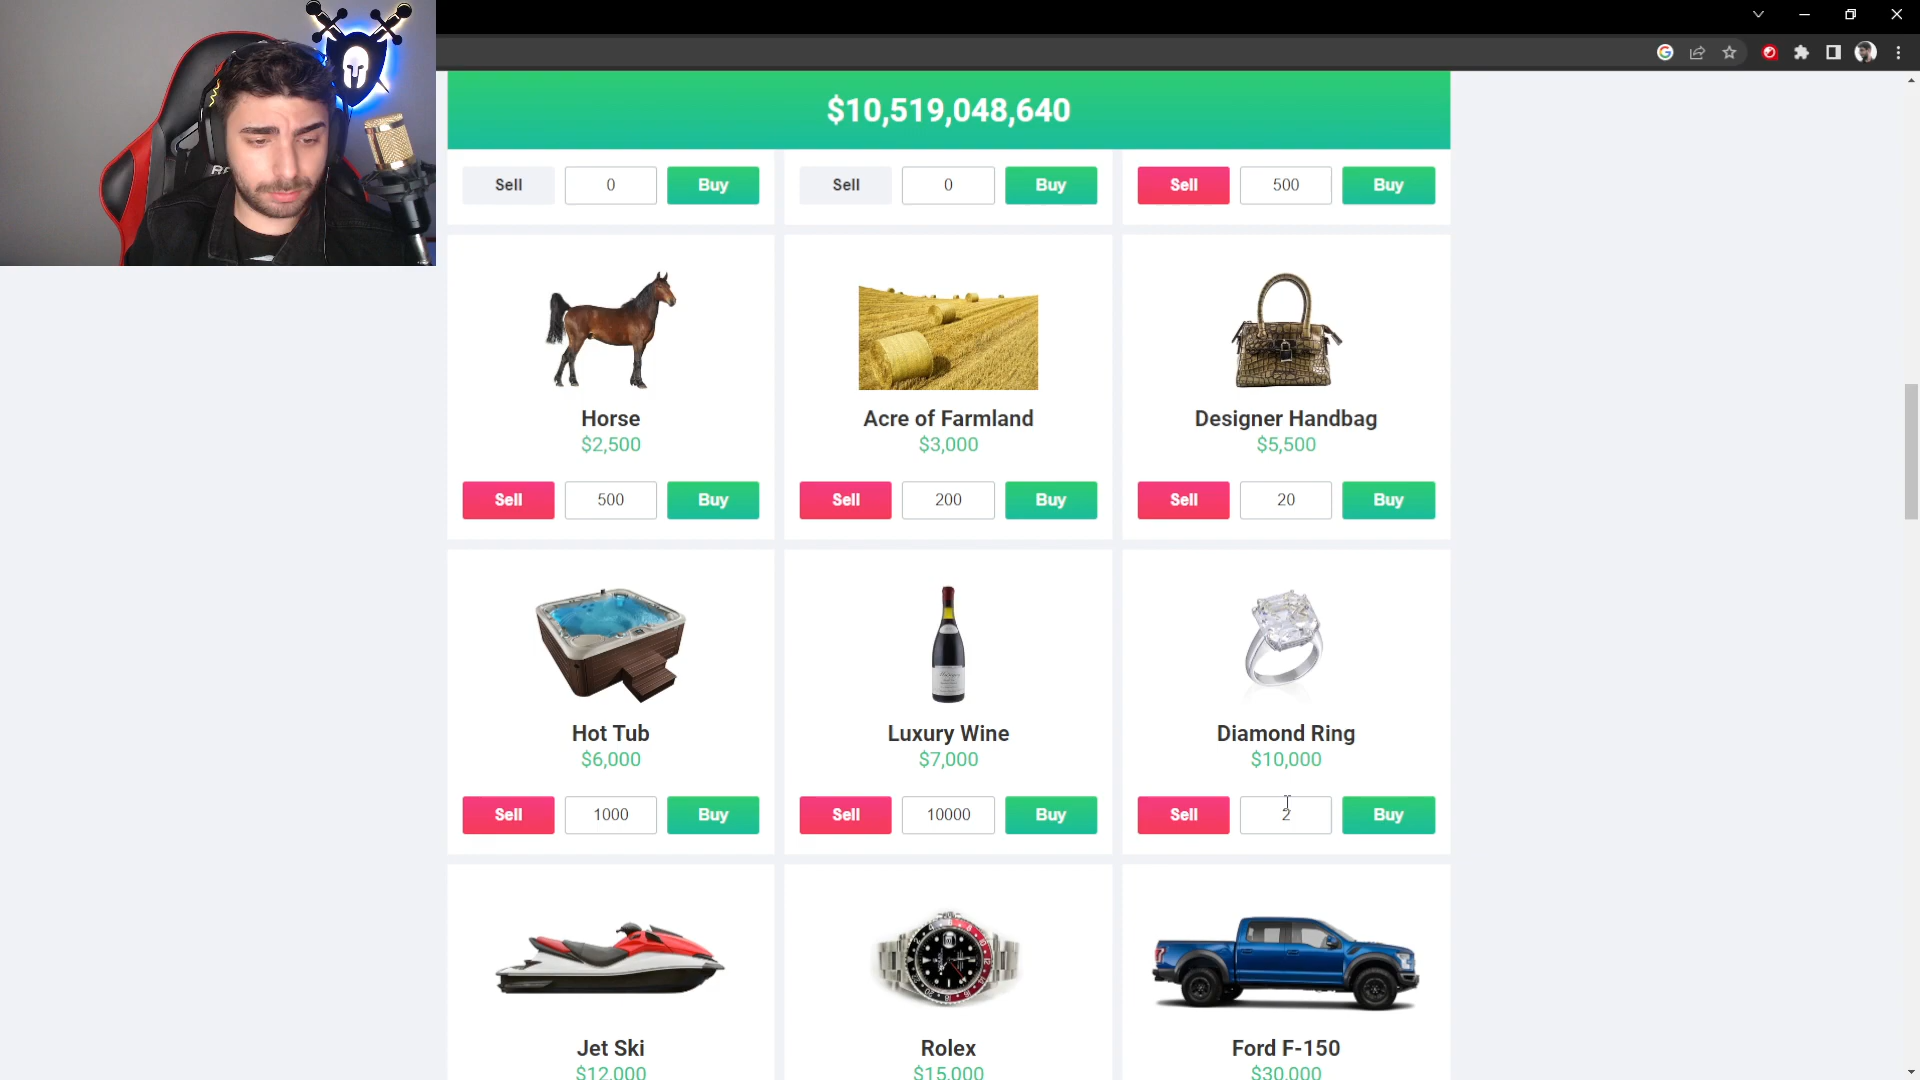 $10,519,048,640
Sell 0 Buy Sell 0 Buy Sell 500 Buy
Horse
$2,500
Sell 500 Buy
Acre of Farmland
$3,000
Sell 200 Buy
Designer Handbag
$5,500
Sell 20 Buy
Hot Tub
$6,000
Sell 1000 Buy
Luxury Wine
$7,000
Sell 10000 Buy
Diamond Ring
$10,000
Sell 2 Buy
Jet Ski
$12,000
Rolex
$15,000
Ford F-150
$30,000